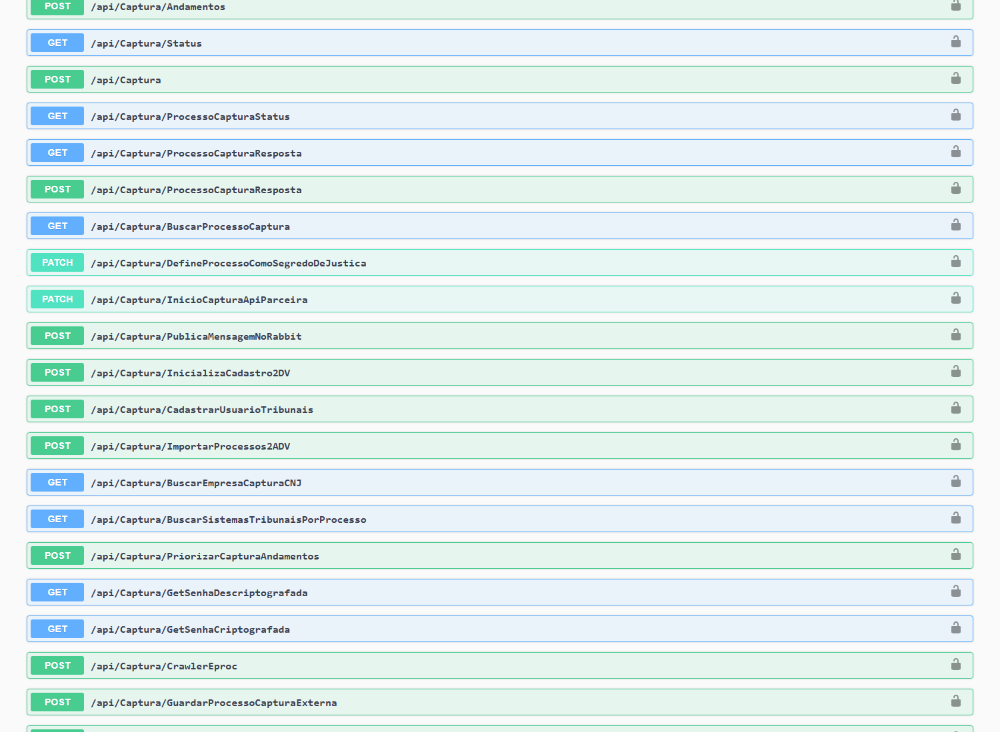 POST /api/Captura/Andamentos
GET /api/Captura/Status
POST /api/Captura
GET /api/Captura/ProcessoCapturaStatus
GET /api/Captura/ProcessoCapturaResposta
POST /api/Captura/ProcessoCapturaResposta
GET /api/Captura/BuscarProcessoCaptura
PATCH /api/Captura/DefineProcessoComoSegredoDeJustica
PATCH /api/Captura/InicioCapturaApiParceira
POST /api/Captura/PublicaMensagemNoRabbit
POST /api/Captura/InicializaCadastro2DV
POST /api/Captura/CadastrarUsuarioTribunais
POST /api/Captura/ImportarProcessos2ADV
GET /api/Captura/BuscarEmpresaCapturaCNJ
GET /api/Captura/BuscarSistemasTribunaisPorProcesso
POST /api/Captura/PriorizarCapturaAndamentos
GET /api/Captura/GetSenhaDescriptografada
GET /api/Captura/GetSenhaCriptografada
POST /api/Captura/CrawlerEproc
POST /api/Captura/GuardarProcessoCapturaExterna